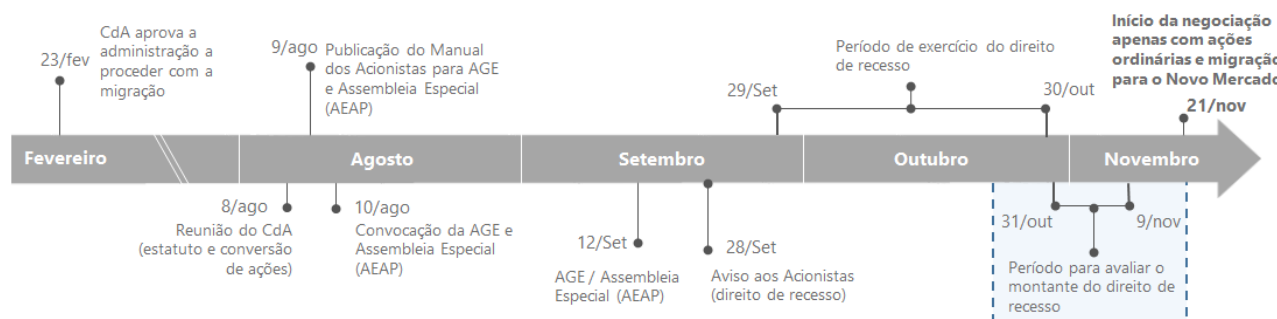 23/fev
CdA aprova a
administração a
proceder com a
migração
9/ago
Publicação do Manual
dos Acionistas para AGE
e Assembleia Especial
(AEAP)
Período de exercício do direito
de recesso
29/Set
30/out
Início da negociação
apenas com ações
ordinárias e migração
para o Novo Mercado
21/nov
Fevereiro
Agosto
Setembro
Outubro
Novembro
8/ago
Reunião do CdA
(estatuto e conversão
de ações)
10/ago
Convocação da AGE e
Assembleia Especial
(AEAP)
12/Set
AGE / Assembleia
Especial (AEAP)
28/Set
Aviso aos Acionistas
(direito de recesso)
31/out
9/nov
Período para avaliar o
montante do direito de
recesso